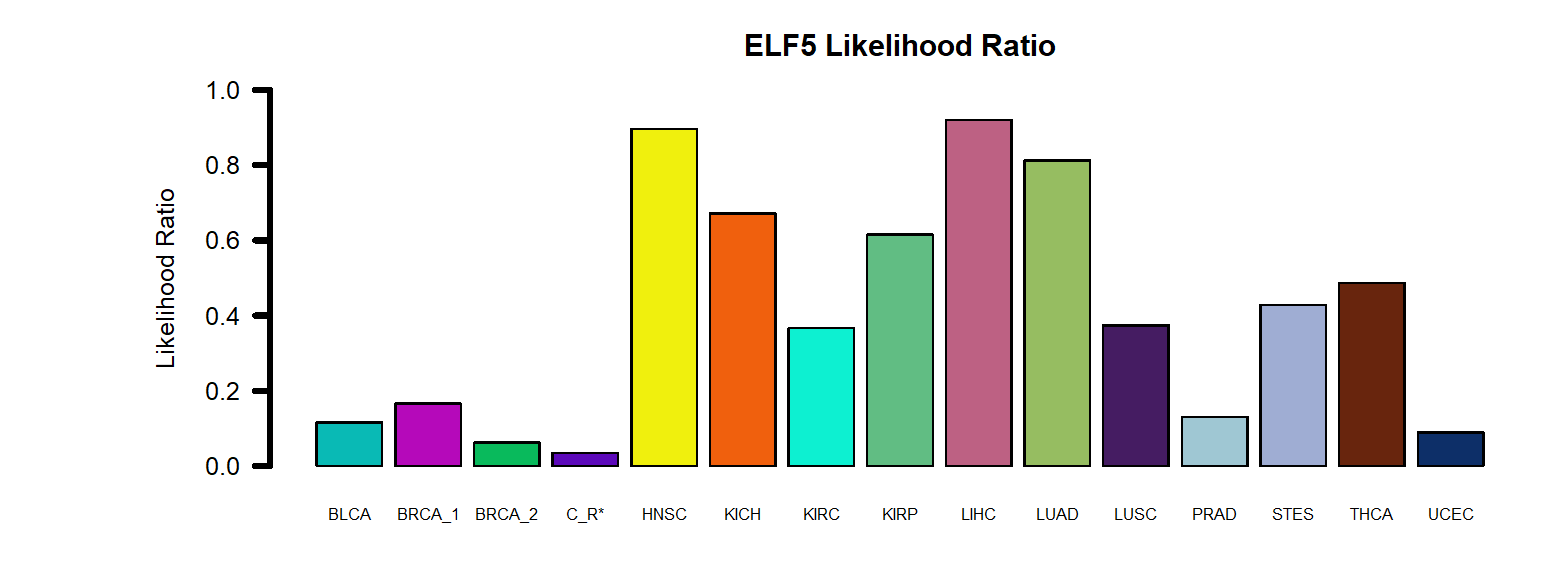 ELF5 Likelihood Ratio
Likelihood Ratio
1.0
0.8
0.6
0.4
0.2
0.0
BLCA BRCA_1 BRCA_2 C_R* HNSC KICH KIRC KIRP LIHC LUAD LUSC PRAD STES THCA UCEC